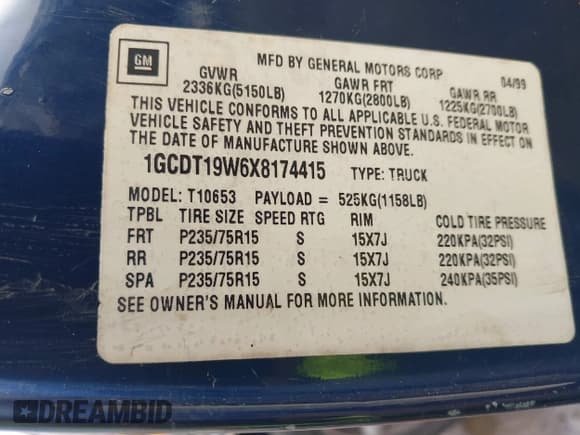 GM
MFD BY GENERAL MOTORS CORP 04/99
GVWR GAWR FRT GAWR RR
2336KG(5150LB) 1270KG(2800LB) 1225KG(2700LB)
THIS VEHICLE CONFORMS TO ALL APPLICABLE U.S. FEDERAL MOTOR
VEHICLE SAFETY AND THEFT PREVENTION STANDARDS IN EFFECT ON
THE DATE OF MANUFACTURE SHOWN ABOVE.
1GCDT19W6X8174415 TYPE: TRUCK
MODEL: T10653 PAYLOAD = 525KG(1158LB)
TPBL TIRE SIZE SPEED RTG RIM COLD TIRE PRESSURE
FRT P235/75R15 S 15X7J 220KPA(32PSI)
RR P235/75R15 S 15X7J 220KPA(32PSI)
SPA P235/75R15 S 15X7J 240KPA(35PSI)
SEE OWNER'S MANUAL FOR MORE INFORMATION.
DREAMBID